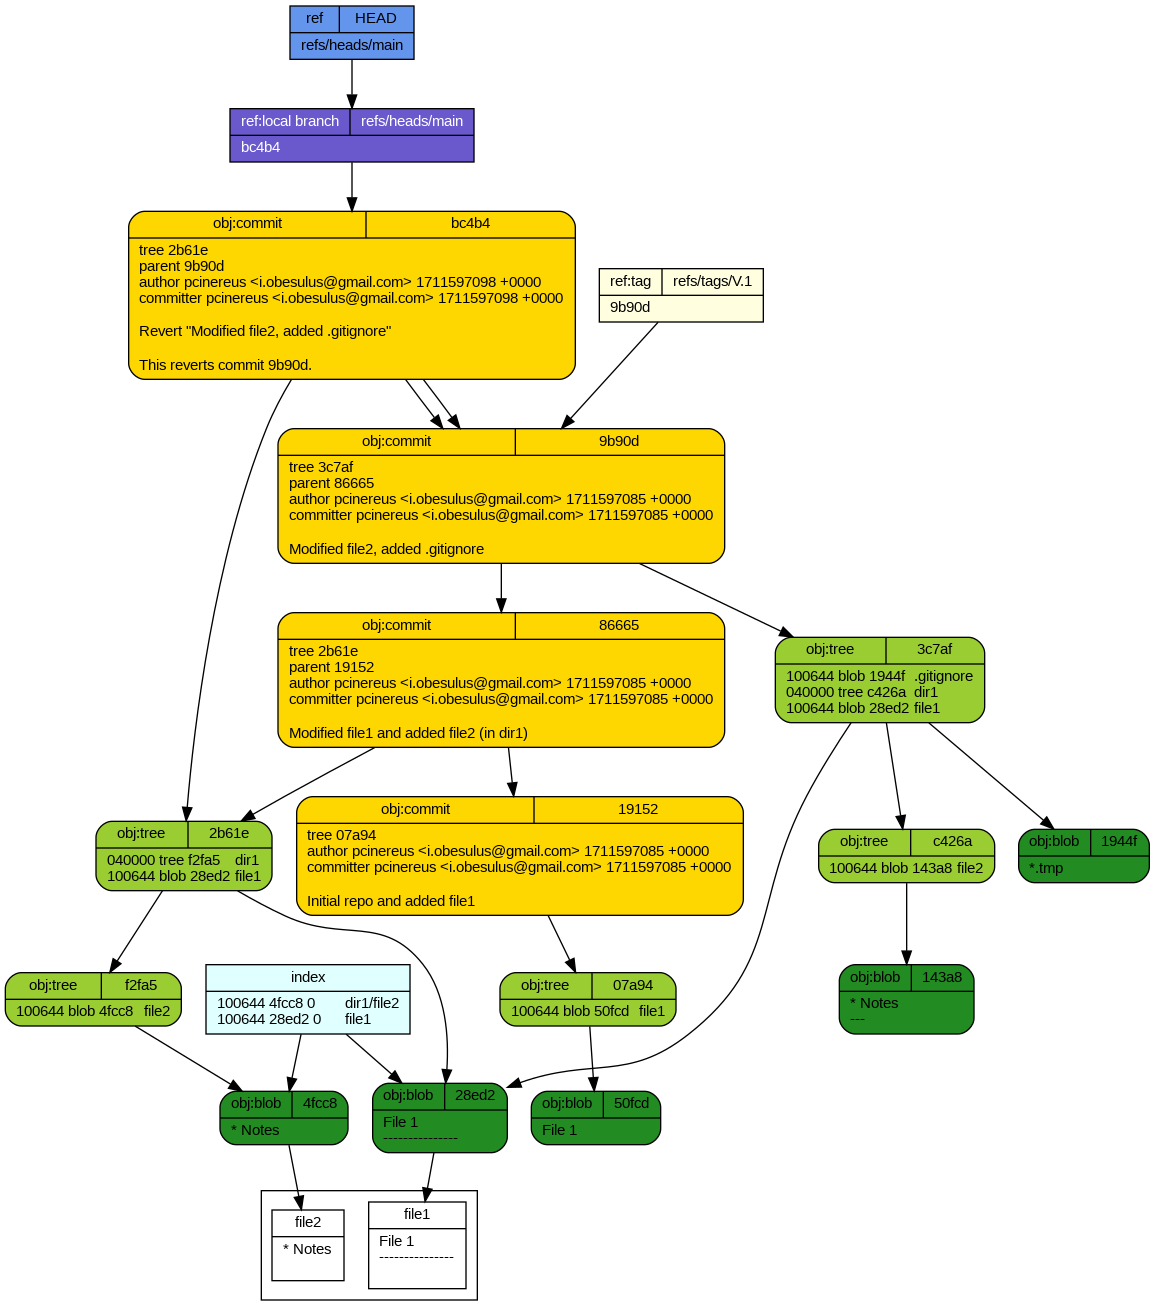 ref HEAD
refs/heads/main
ref:local branch refs/heads/main
bc4b4
obj:commit bc4b4
tree 2b61e
parent 9b90d
author pcinereus <i.obesulus@gmail.com> 1711597098 +0000
committer pcinereus <i.obesulus@gmail.com> 1711597098 +0000
Revert "Modified file2, added .gitignore"
This reverts commit 9b90d.
ref:tag refs/tags/V.1
9b90d
obj:commit 9b90d
tree 3c7af
parent 86665
author pcinereus <i.obesulus@gmail.com> 1711597085 +0000
committer pcinereus <i.obesulus@gmail.com> 1711597085 +0000
Modified file2, added .gitignore
obj:commit 86665
tree 2b61e
parent 19152
author pcinereus <i.obesulus@gmail.com> 1711597085 +0000
committer pcinereus <i.obesulus@gmail.com> 1711597085 +0000
Modified file1 and added file2 (in dir1)
obj:tree 3c7af
100644 blob 1944f .gitignore
040000 tree c426a dir1
100644 blob 28ed2 file1
obj:tree 2b61e
040000 tree f2fa5 dir1
100644 blob 28ed2 file1
obj:commit 19152
tree 07a94
author pcinereus <i.obesulus@gmail.com> 1711597085 +0000
committer pcinereus <i.obesulus@gmail.com> 1711597085 +0000
Initial repo and added file1
obj:tree c426a
100644 blob 143a8 file2
obj:blob 1944f
*.tmp
obj:tree f2fa5
100644 blob 4fcc8 file2
index
100644 4fcc8 0 dir1/file2
100644 28ed2 0 file1
obj:tree 07a94
100644 blob 50fcd file1
obj:blob 143a8
* Notes
---
obj:blob 4fcc8
* Notes
obj:blob 28ed2
File 1
---------------
obj:blob 50fcd
File 1
file2
* Notes
file1
File 1
---------------